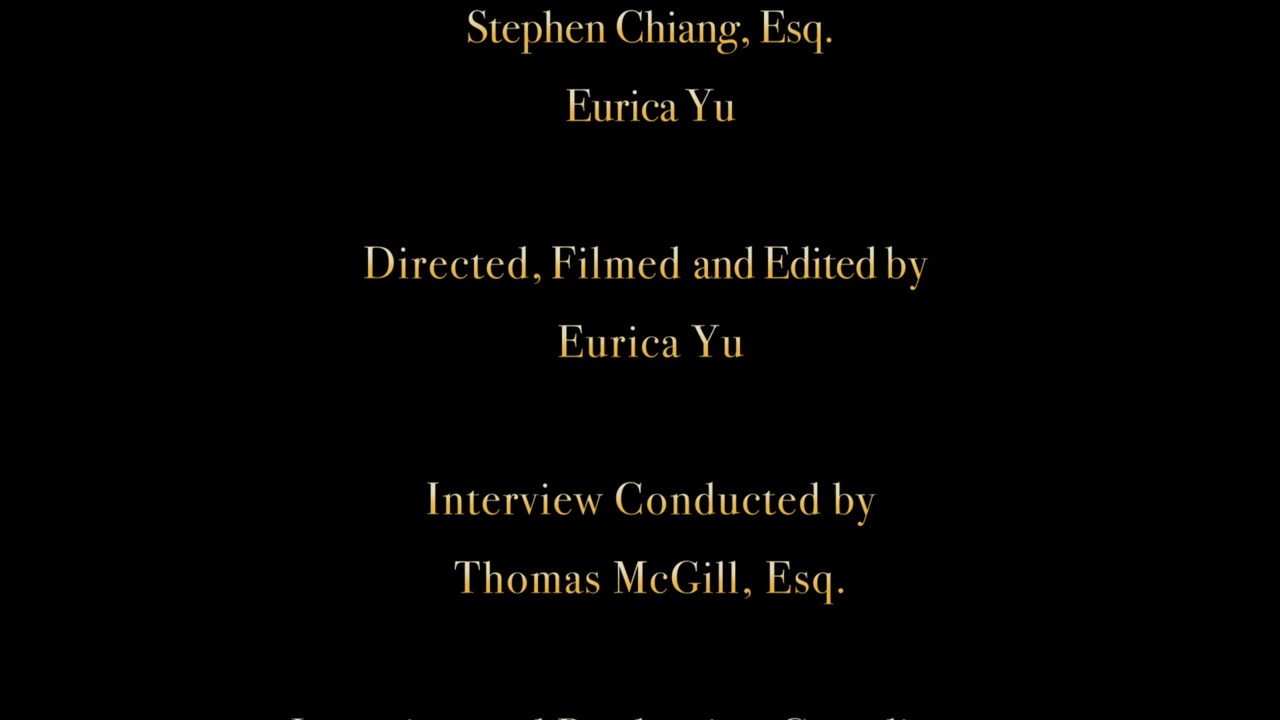 Stephen Chiang, Esq.
Eurica Yu
Directed, Filmed and Edited by
Eurica Yu
Interview Conducted by
Thomas McGill, Esq.